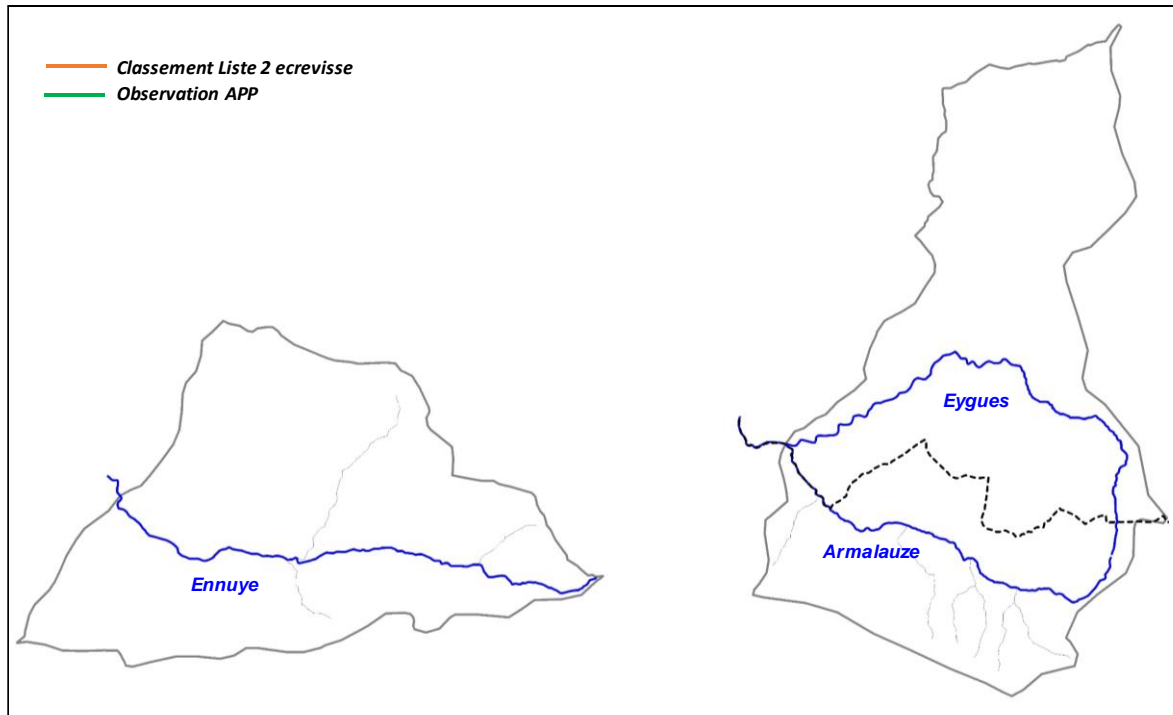 Classement Liste 2 ecrevisse
Observation APP
Eygues
Armalauze
Ennuye